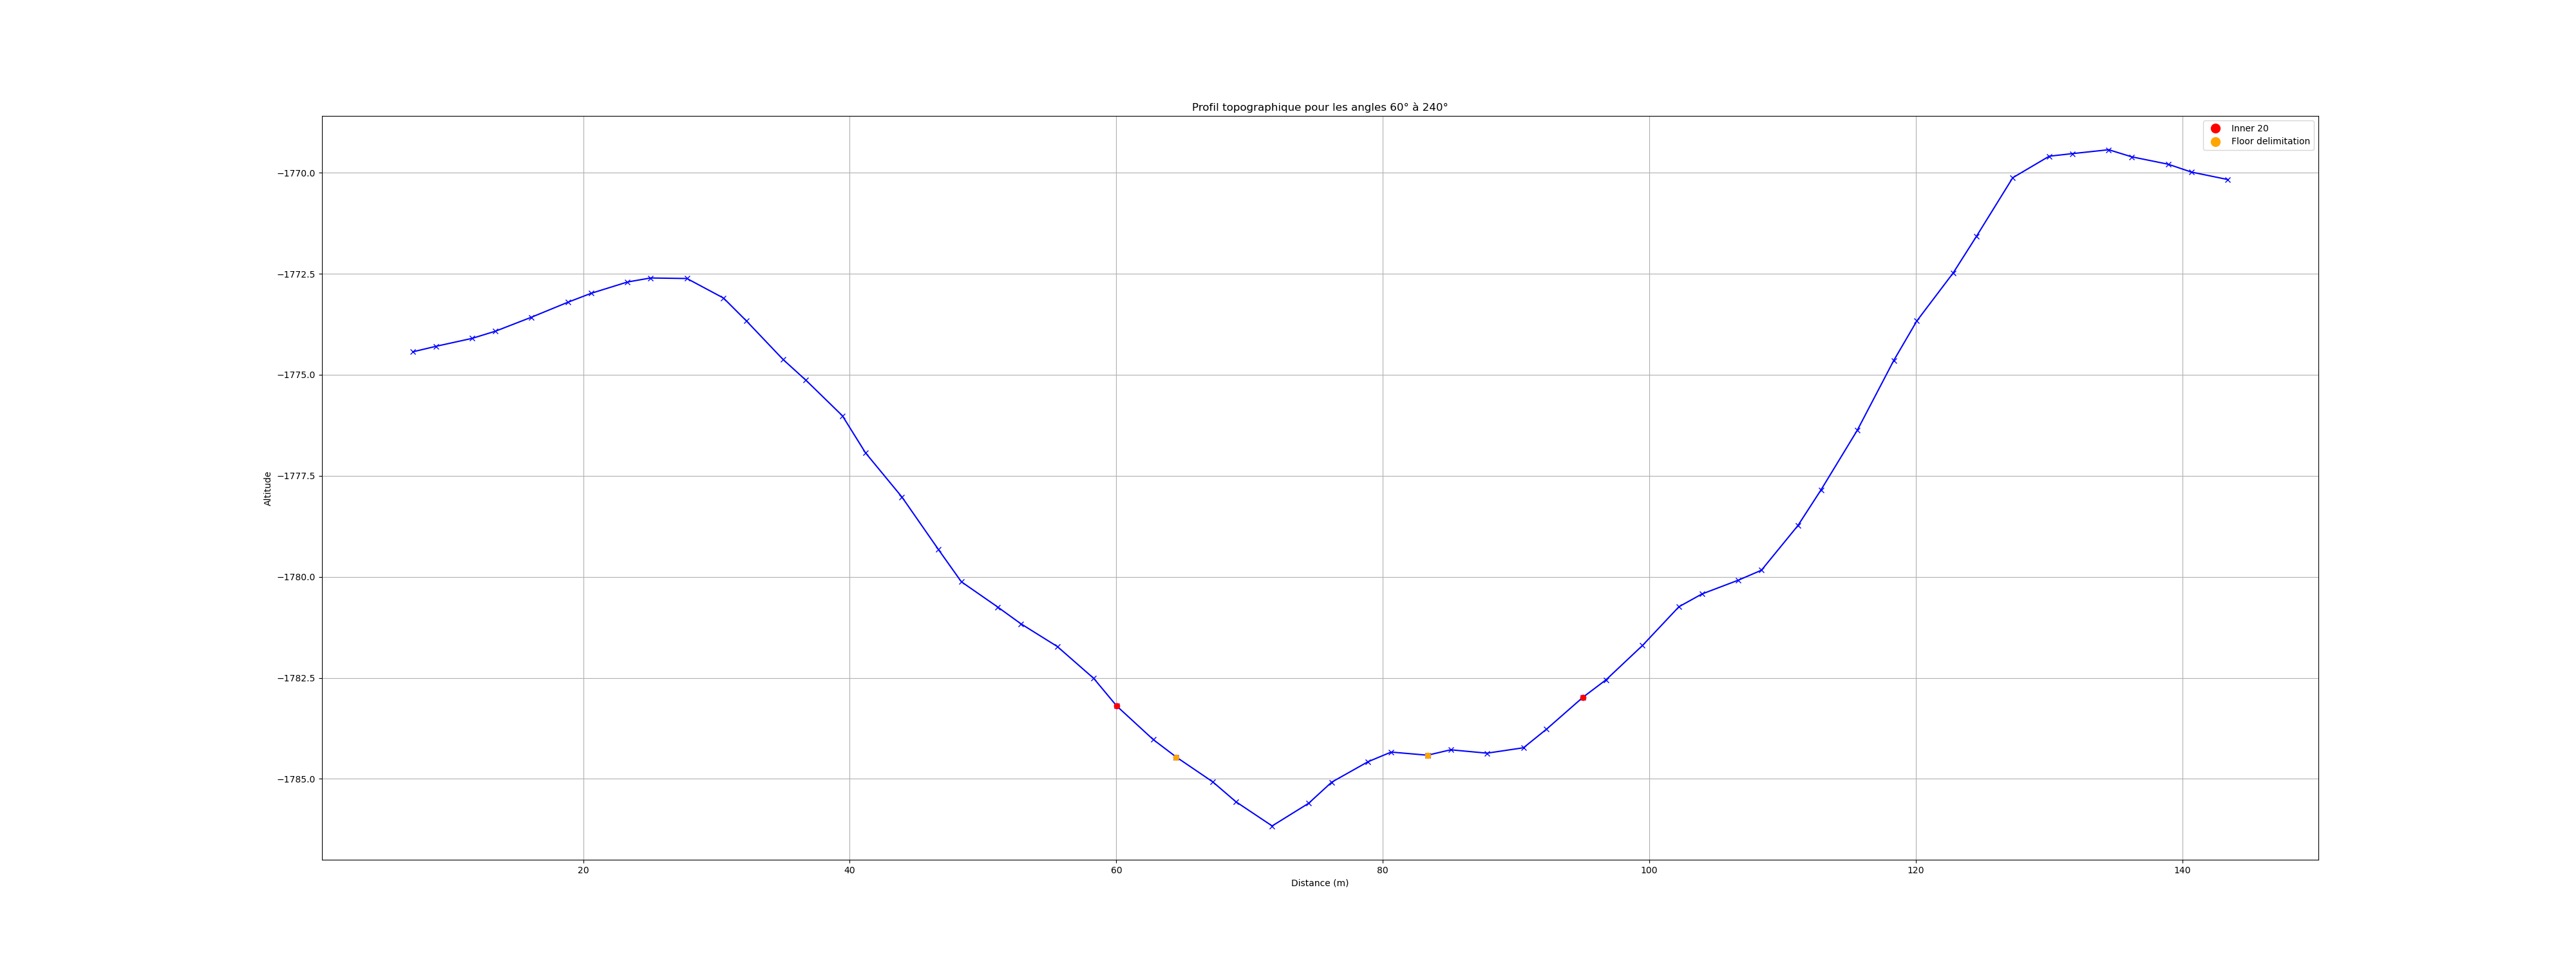 Profil topographique pour les angles 60° à 240°
Inner 20
Floor delimitation
−1770.0
−1772.5
−1775.0
−1777.5
−1780.0
−1782.5
−1785.0
Altitude
20 40 60 80 100 120 140
Distance (m)